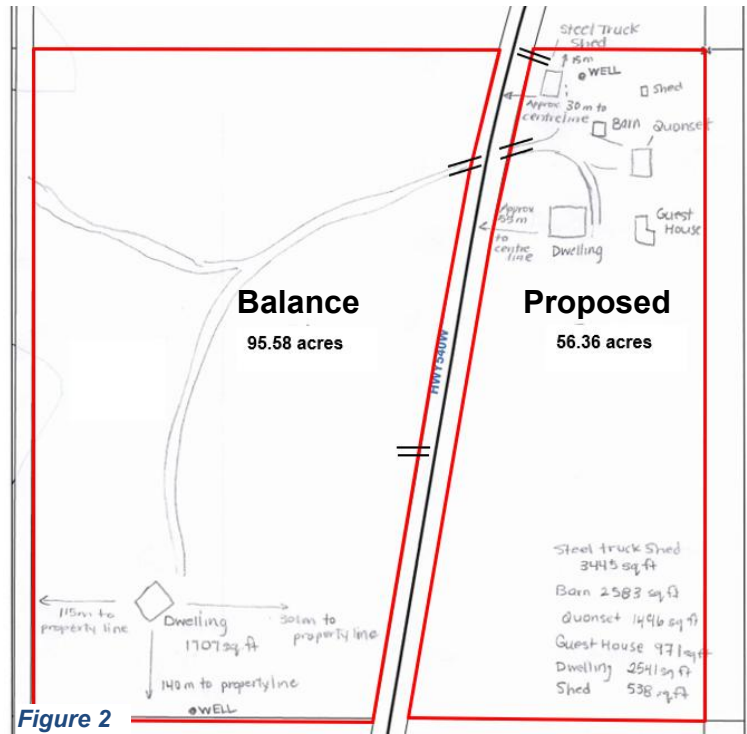 Steel Truck
Shed
15m
WELL
Shed
Approx 30m to
centreline
BARN
Quonset
Approx
53m
to
centre
line
Dwelling
Guest
House
Balance
95.58 acres
Proposed
56.36 acres
HWY540W
Steel truck Shed
3445 sq ft
Barn 2583 sq ft
Quonset 1496 sq ft
Guest House 971 sq ft
Dwelling 2541 sq ft
Shed 538 sq ft
115m to
property line
Dwelling
1707 sq. ft
301m to
property line
140 m to property line
WELL
Figure 2